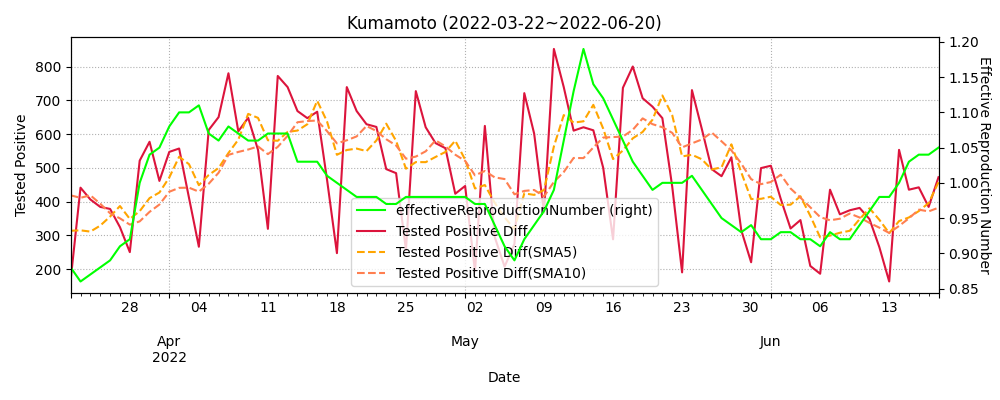 Kumamoto (2022-03-22~2022-06-20)
Tested Positive
800
700
600
500
400
300
200
1.20
1.15
1.10
1.05
1.00
0.95
0.90
0.85
Effective Reproduction Number
effectiveReproductionNumber (right)
Tested Positive Diff
Tested Positive Diff(SMA5)
Tested Positive Diff(SMA10)
28 04 11 18 25 02 09 16 23 30 06 13
Apr May Jun
2022
Date